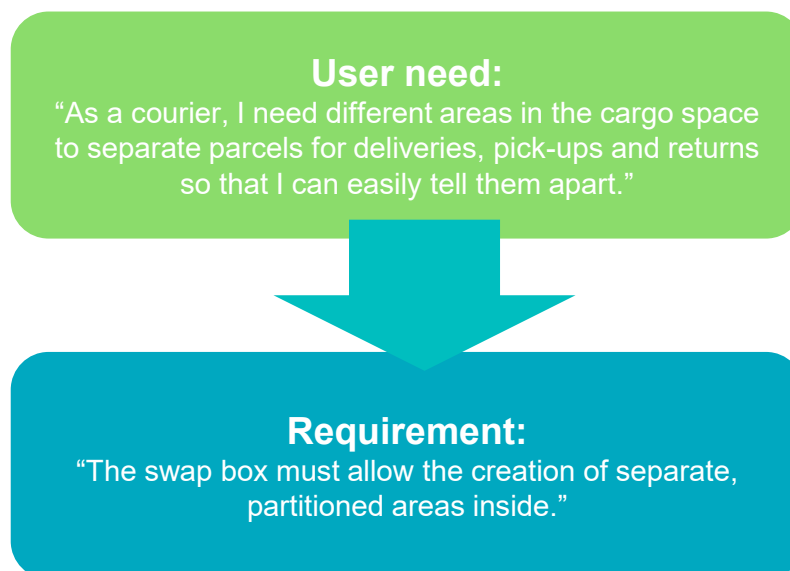 User need:
“As a courier, I need different areas in the cargo space
to separate parcels for deliveries, pick-ups and returns
so that I can easily tell them apart.”
Requirement:
“The swap box must allow the creation of separate,
partitioned areas inside.”